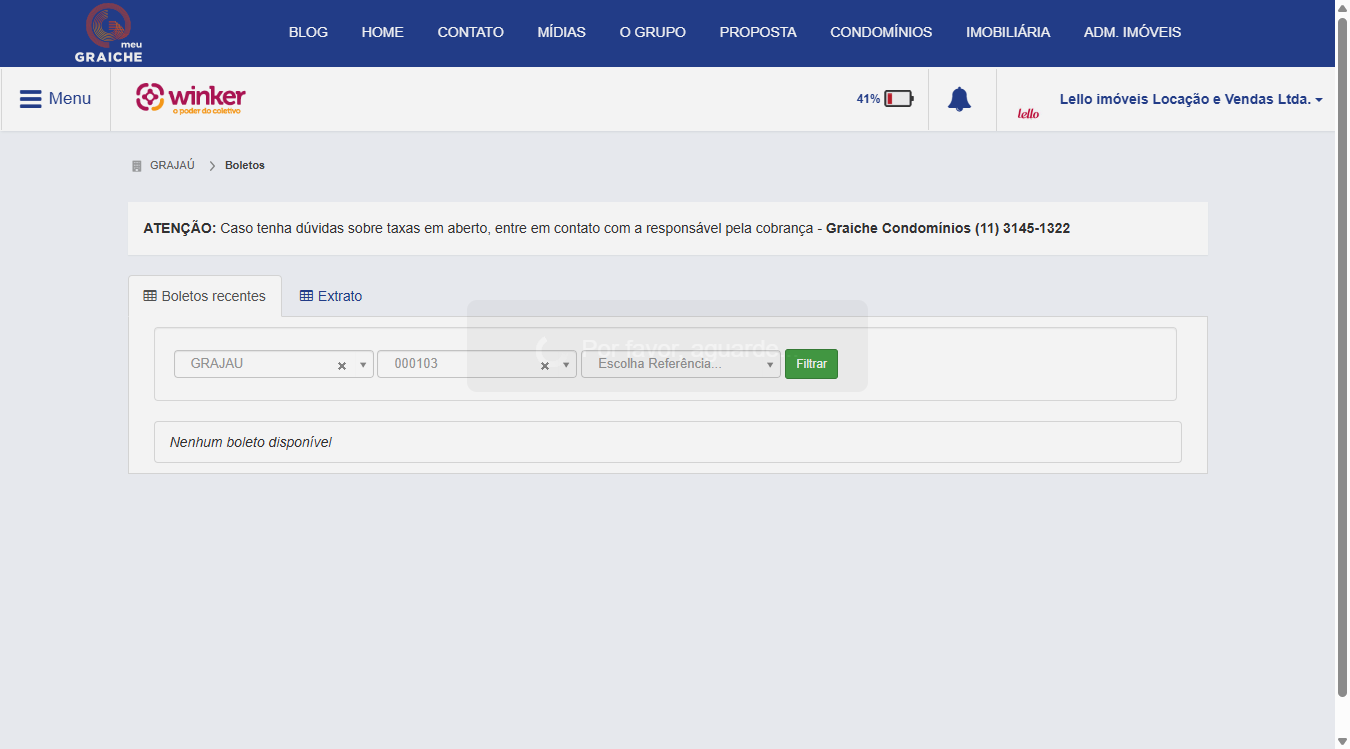 meu
GRAICHE
BLOG HOME CONTATO MÍDIAS O GRUPO PROPOSTA CONDOMÍNIOS IMOBILIÁRIA ADM. IMÓVEIS
Menu
winker
o poder do coletivo
41%
lello
Lello imóveis Locação e Vendas Ltda.
GRAJAÚ Boletos
ATENÇÃO: Caso tenha dúvidas sobre taxas em aberto, entre em contato com a responsável pela cobrança - Graiche Condomínios (11) 3145-1322
Boletos recentes Extrato
Por favor, aguarde
GRAJAU 000103 Escolha Referência... Filtrar
Nenhum boleto disponível